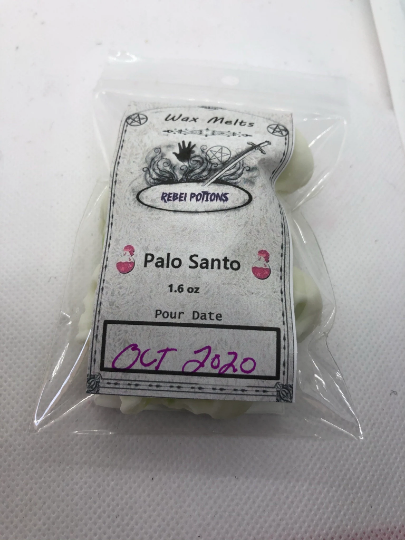 Wax Melts
REBEl POTIONS
Palo Santo
1.6 oz
Pour Date
OCT 2020